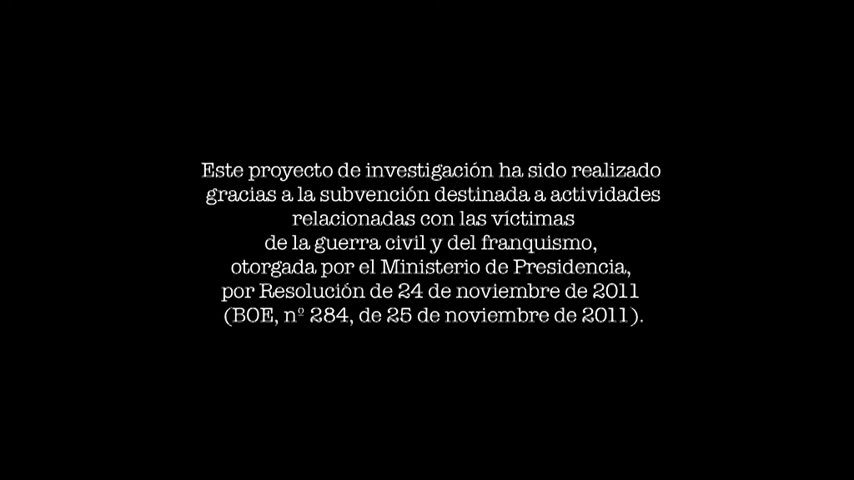 Este proyecto de investigación ha sido realizado
gracias a la subvención destinada a actividades
relacionadas con las víctimas
de la guerra civil y del franquismo,
otorgada por el Ministerio de Presidencia,
por Resolución de 24 de noviembre de 2011
(BOE, nº 284, de 25 de noviembre de 2011).